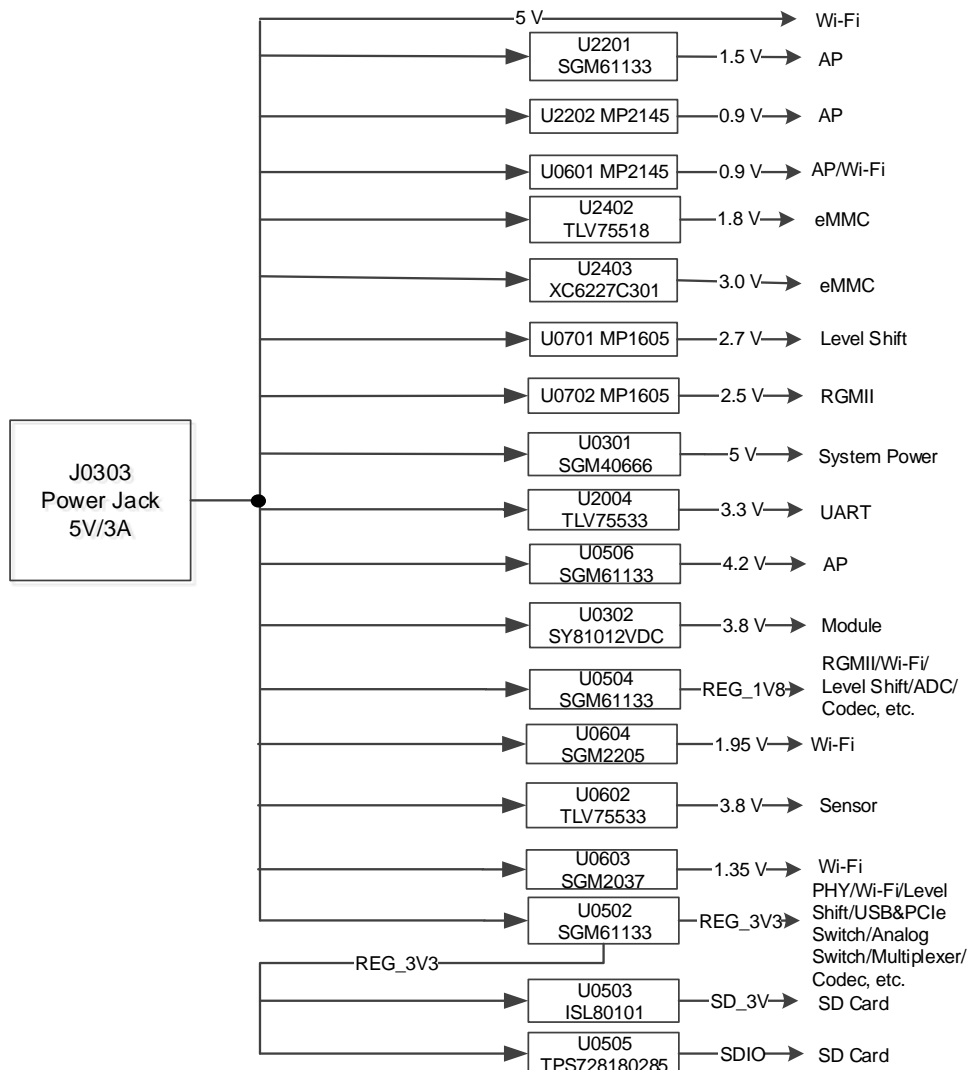 5 V
Wi-Fi
U2201
SGM61133
1.5 V
AP
U2202 MP2145
0.9 V
AP
U0601 MP2145
0.9 V
AP/Wi-Fi
U2402
TLV75518
1.8 V
eMMC
U2403
XC6227C301
3.0 V
eMMC
U0701 MP1605
2.7 V
Level Shift
U0702 MP1605
2.5 V
RGMII
J0303
Power Jack
5V/3A
U0301
SGM40666
5 V
System Power
U2004
TLV75533
3.3 V
UART
U0506
SGM61133
4.2 V
AP
U0302
SY81012VDC
3.8 V
Module
U0504
SGM61133
REG_1V8
RGMII/Wi-Fi/
Level Shift/ADC/
Codec, etc.
U0604
SGM2205
1.95 V
Wi-Fi
U0602
TLV75533
3.8 V
Sensor
U0603
SGM2037
1.35 V
Wi-Fi
U0502
SGM61133
REG_3V3
PHY/Wi-Fi/Level
Shift/USB&PCIe
Switch/Analog
Switch/Multiplexer/
Codec, etc.
REG_3V3
U0503
ISL80101
SD_3V
SD Card
U0505
TPS728180285
SDIO
SD Card